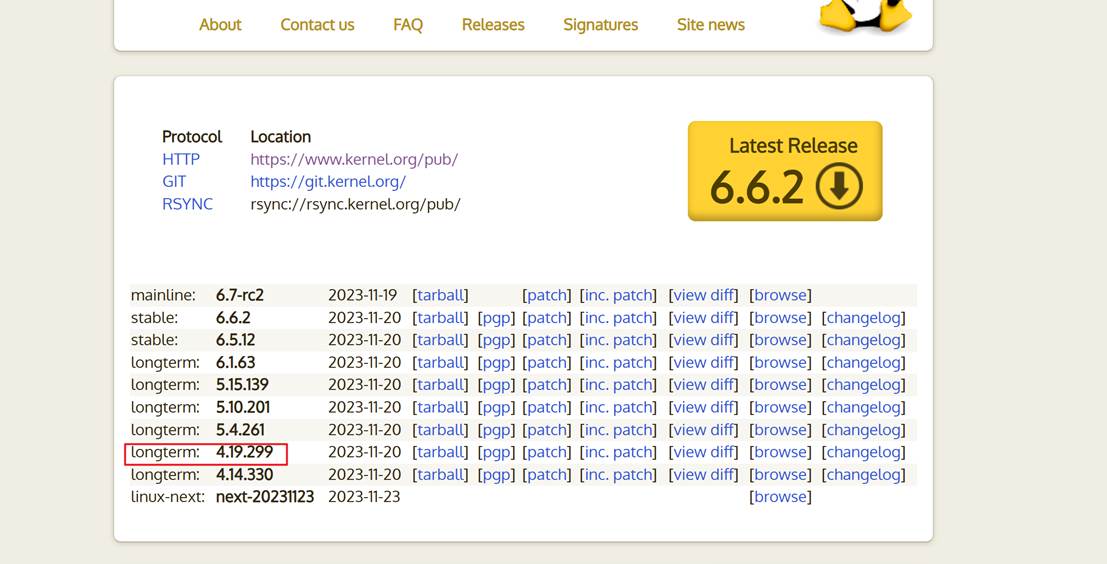 About Contact us FAQ Releases Signatures Site news
Protocol Location
HTTP https://www.kernel.org/pub/
GIT https://git.kernel.org/
RSYNC rsync://rsync.kernel.org/pub/
Latest Release
6.6.2
mainline: 6.7-rc2 2023-11-19 [tarball] [patch] [inc. patch] [view diff] [browse]
stable: 6.6.2 2023-11-20 [tarball] [pgp] [patch] [inc. patch] [view diff] [browse] [changelog]
stable: 6.5.12 2023-11-20 [tarball] [pgp] [patch] [inc. patch] [view diff] [browse] [changelog]
longterm: 6.1.63 2023-11-20 [tarball] [pgp] [patch] [inc. patch] [view diff] [browse] [changelog]
longterm: 5.15.139 2023-11-20 [tarball] [pgp] [patch] [inc. patch] [view diff] [browse] [changelog]
longterm: 5.10.201 2023-11-20 [tarball] [pgp] [patch] [inc. patch] [view diff] [browse] [changelog]
longterm: 5.4.261 2023-11-20 [tarball] [pgp] [patch] [inc. patch] [view diff] [browse] [changelog]
longterm: 4.19.299 2023-11-20 [tarball] [pgp] [patch] [inc. patch] [view diff] [browse] [changelog]
longterm: 4.14.330 2023-11-20 [tarball] [pgp] [patch] [inc. patch] [view diff] [browse] [changelog]
linux-next: next-20231123 2023-11-23 [browse]